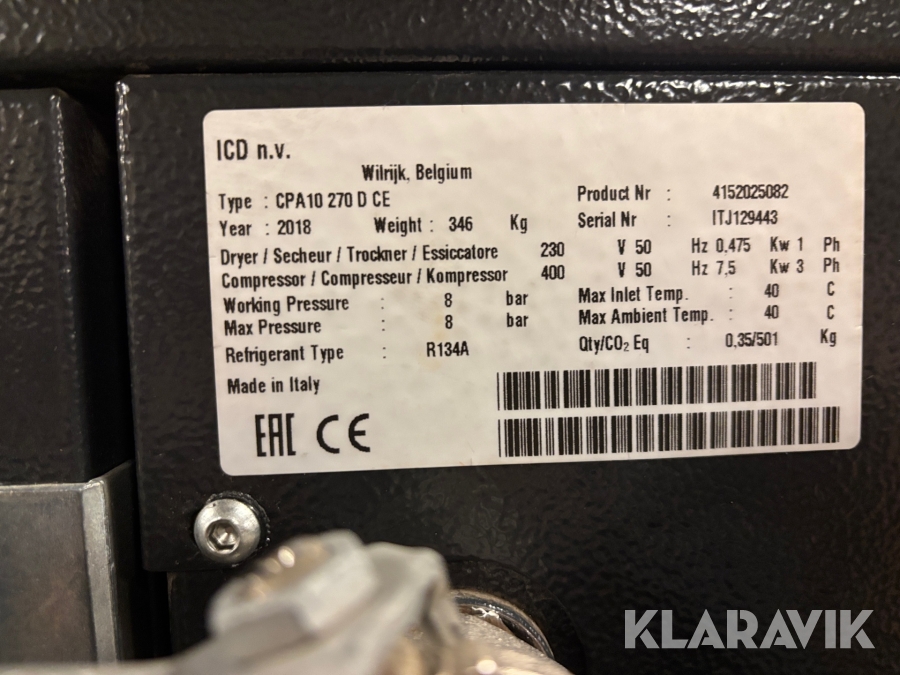 ICD n.v.
Wilrijk, Belgium
Type : CPA10 270 D CE Product Nr : 4152025082
Year : 2018 Weight : 346 Kg Serial Nr : ITJ129443
Dryer / Secheur / Trockner / Essiccatore 230 V 50 Hz 0,475 Kw 1 Ph
Compressor / Compresseur / Kompressor 400 V 50 Hz 7,5 Kw 3 Ph
Working Pressure : 8 bar Max Inlet Temp. : 40 C
Max Pressure : 8 bar Max Ambient Temp. : 40 C
Refrigerant Type : R134A Qty/CO₂ Eq : 0,35/501 Kg
Made in Italy
EAC CE
KLARAVIK